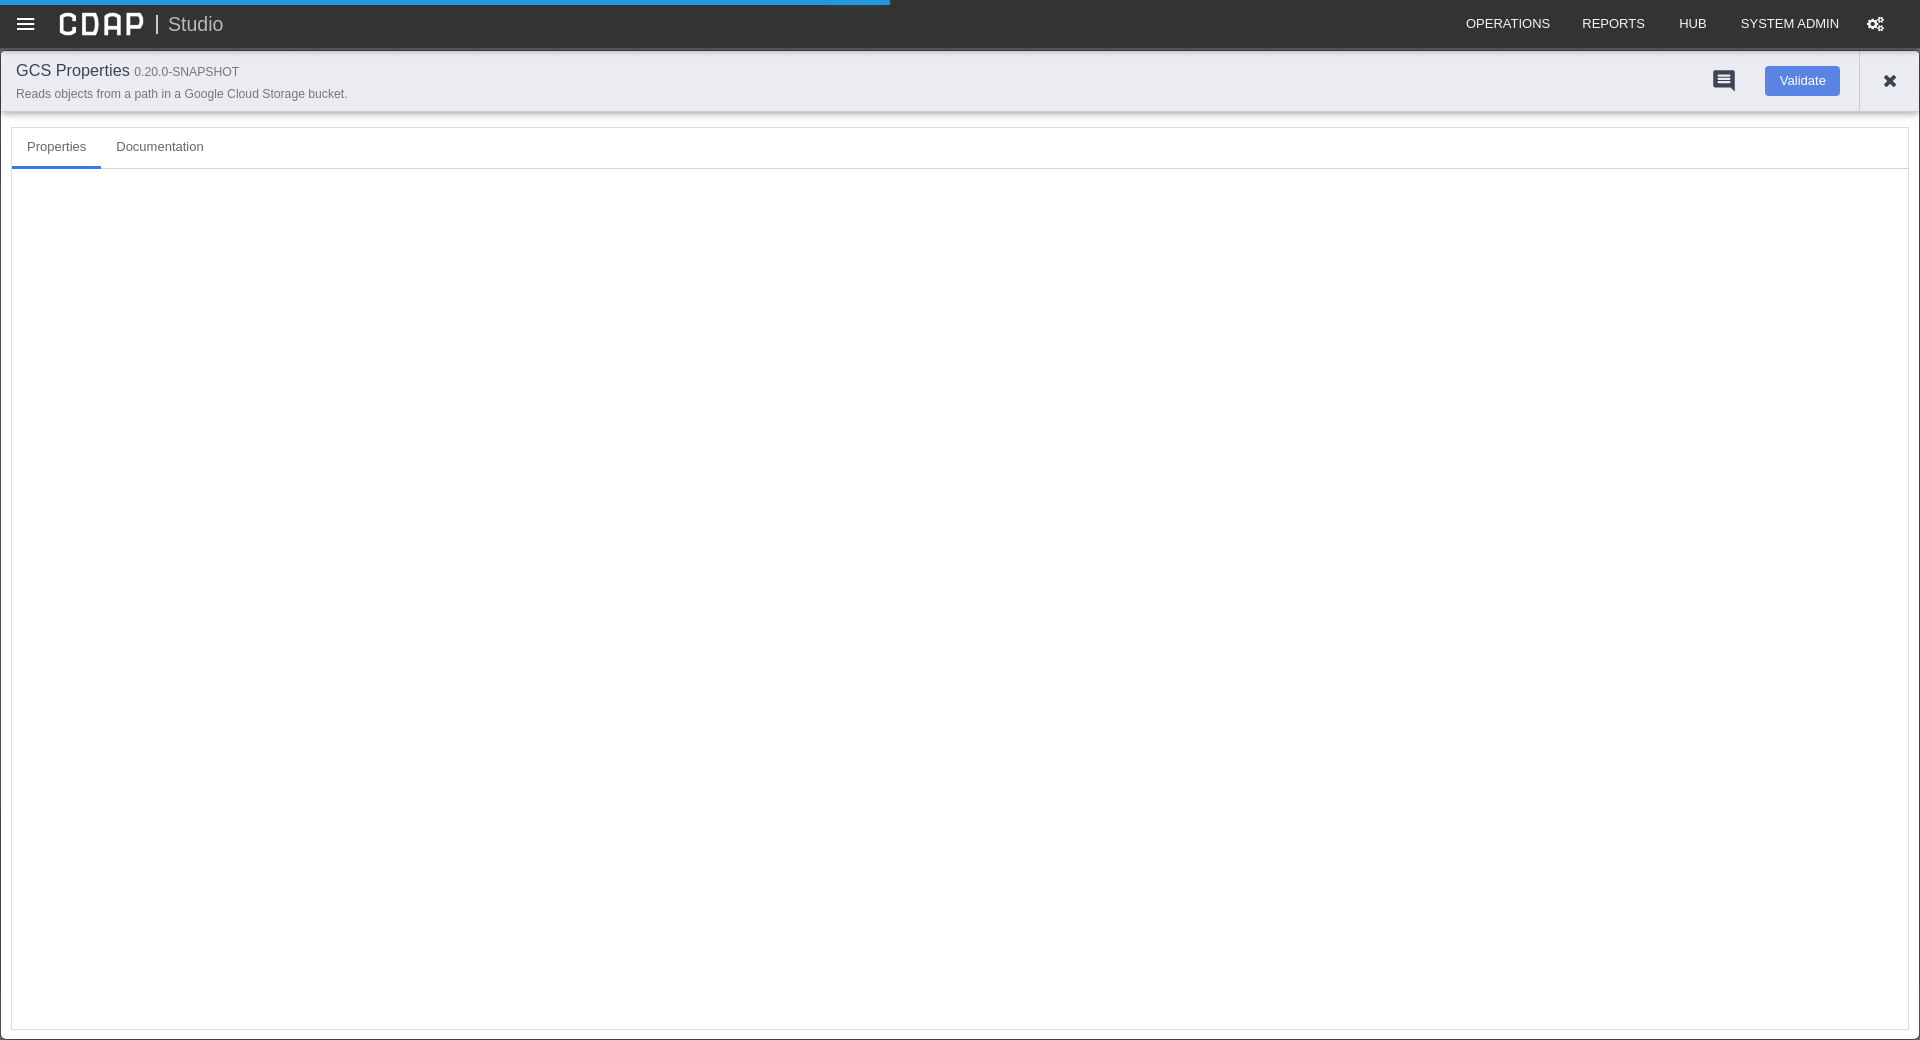 CDAP | Studio OPERATIONS REPORTS HUB SYSTEM ADMIN
GCS Properties 0.20.0-SNAPSHOT
Reads objects from a path in a Google Cloud Storage bucket.
Validate
Properties Documentation